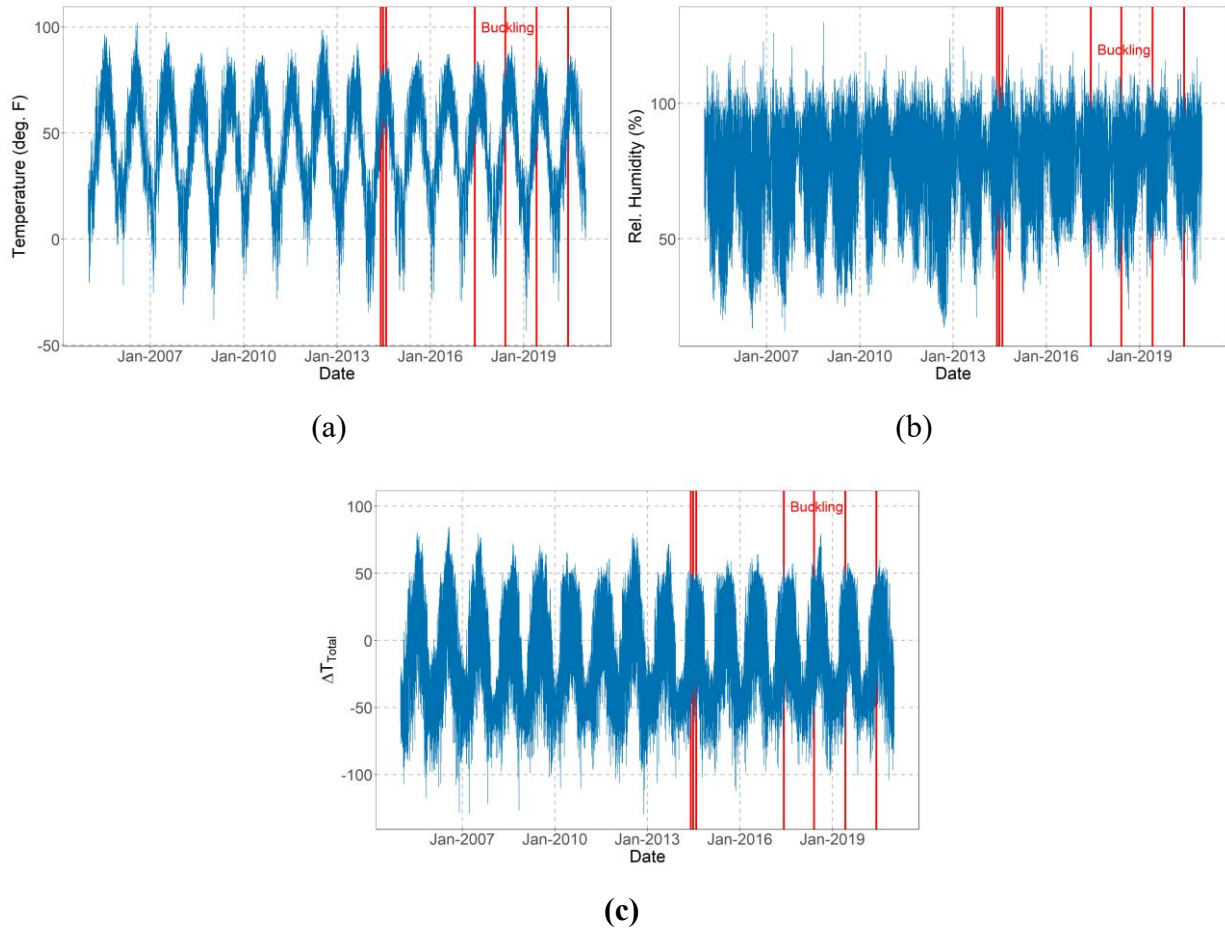 Buckling
100
50
0
-50
Temperature (deg. F)
Jan-2007 Jan-2010 Jan-2013 Jan-2016 Jan-2019
Date
(a)
Buckling
100
50
Rel. Humidity (%)
Jan-2007 Jan-2010 Jan-2013 Jan-2016 Jan-2019
Date
(b)
Buckling
100
50
0
-50
-100
ΔT_Total
Jan-2007 Jan-2010 Jan-2013 Jan-2016 Jan-2019
Date
(c)